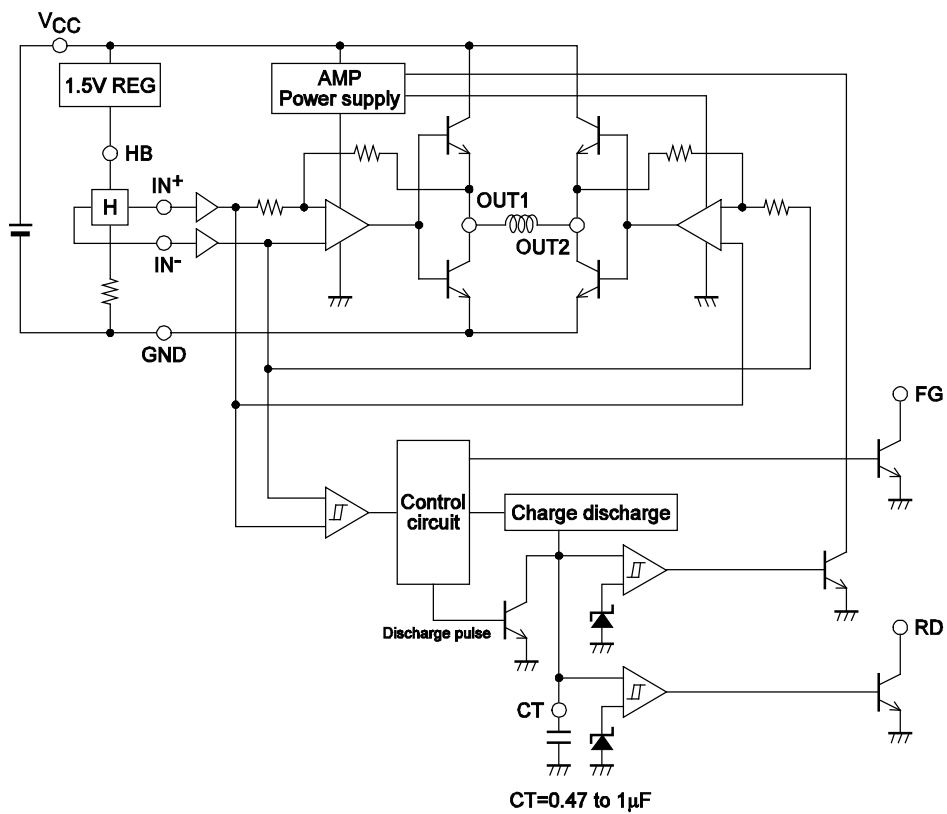 VCC
1.5V REG
AMP
Power supply
HB
IN+
H
OUT1
OUT2
IN-
GND
FG
Control
circuit
Charge discharge
Discharge pulse
RD
CT
CT=0.47 to 1μF